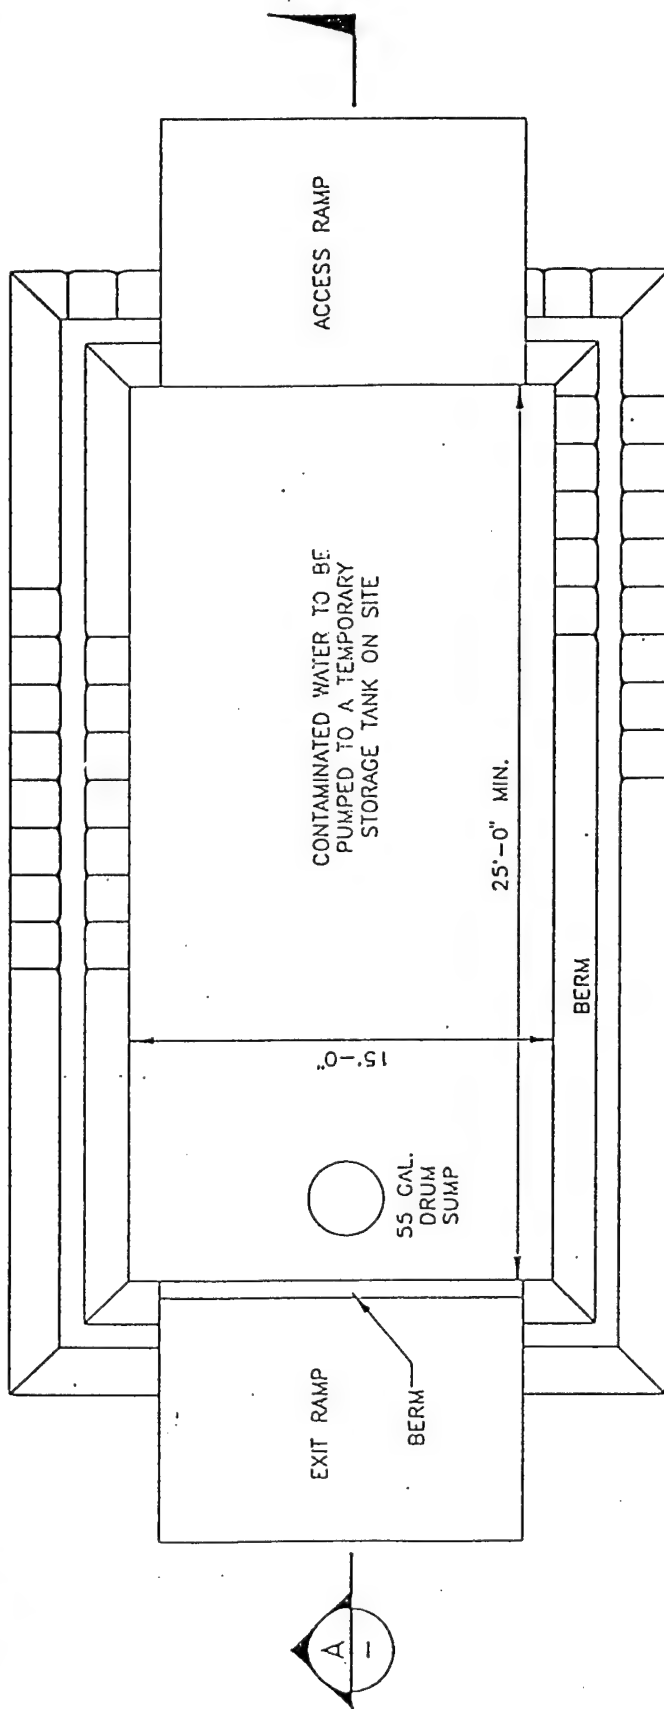 ACCESS RAMP
CONTAMINATED WATER TO BE
PUMPED TO A TEMPORARY
STORAGE TANK ON SITE
25'-0" MIN.
15'-0"
BERM
55 GAL.
DRUM
SUMP
EXIT RAMP
BERM
A
–